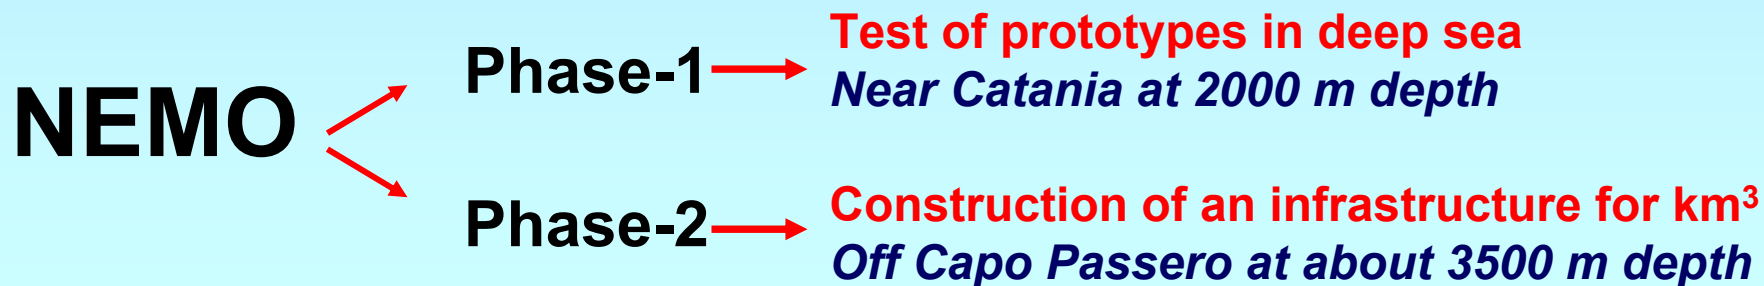 NEMO
Phase-1
Test of prototypes in deep sea
Near Catania at 2000 m depth
Phase-2
Construction of an infrastructure for km³
Off Capo Passero at about 3500 m depth